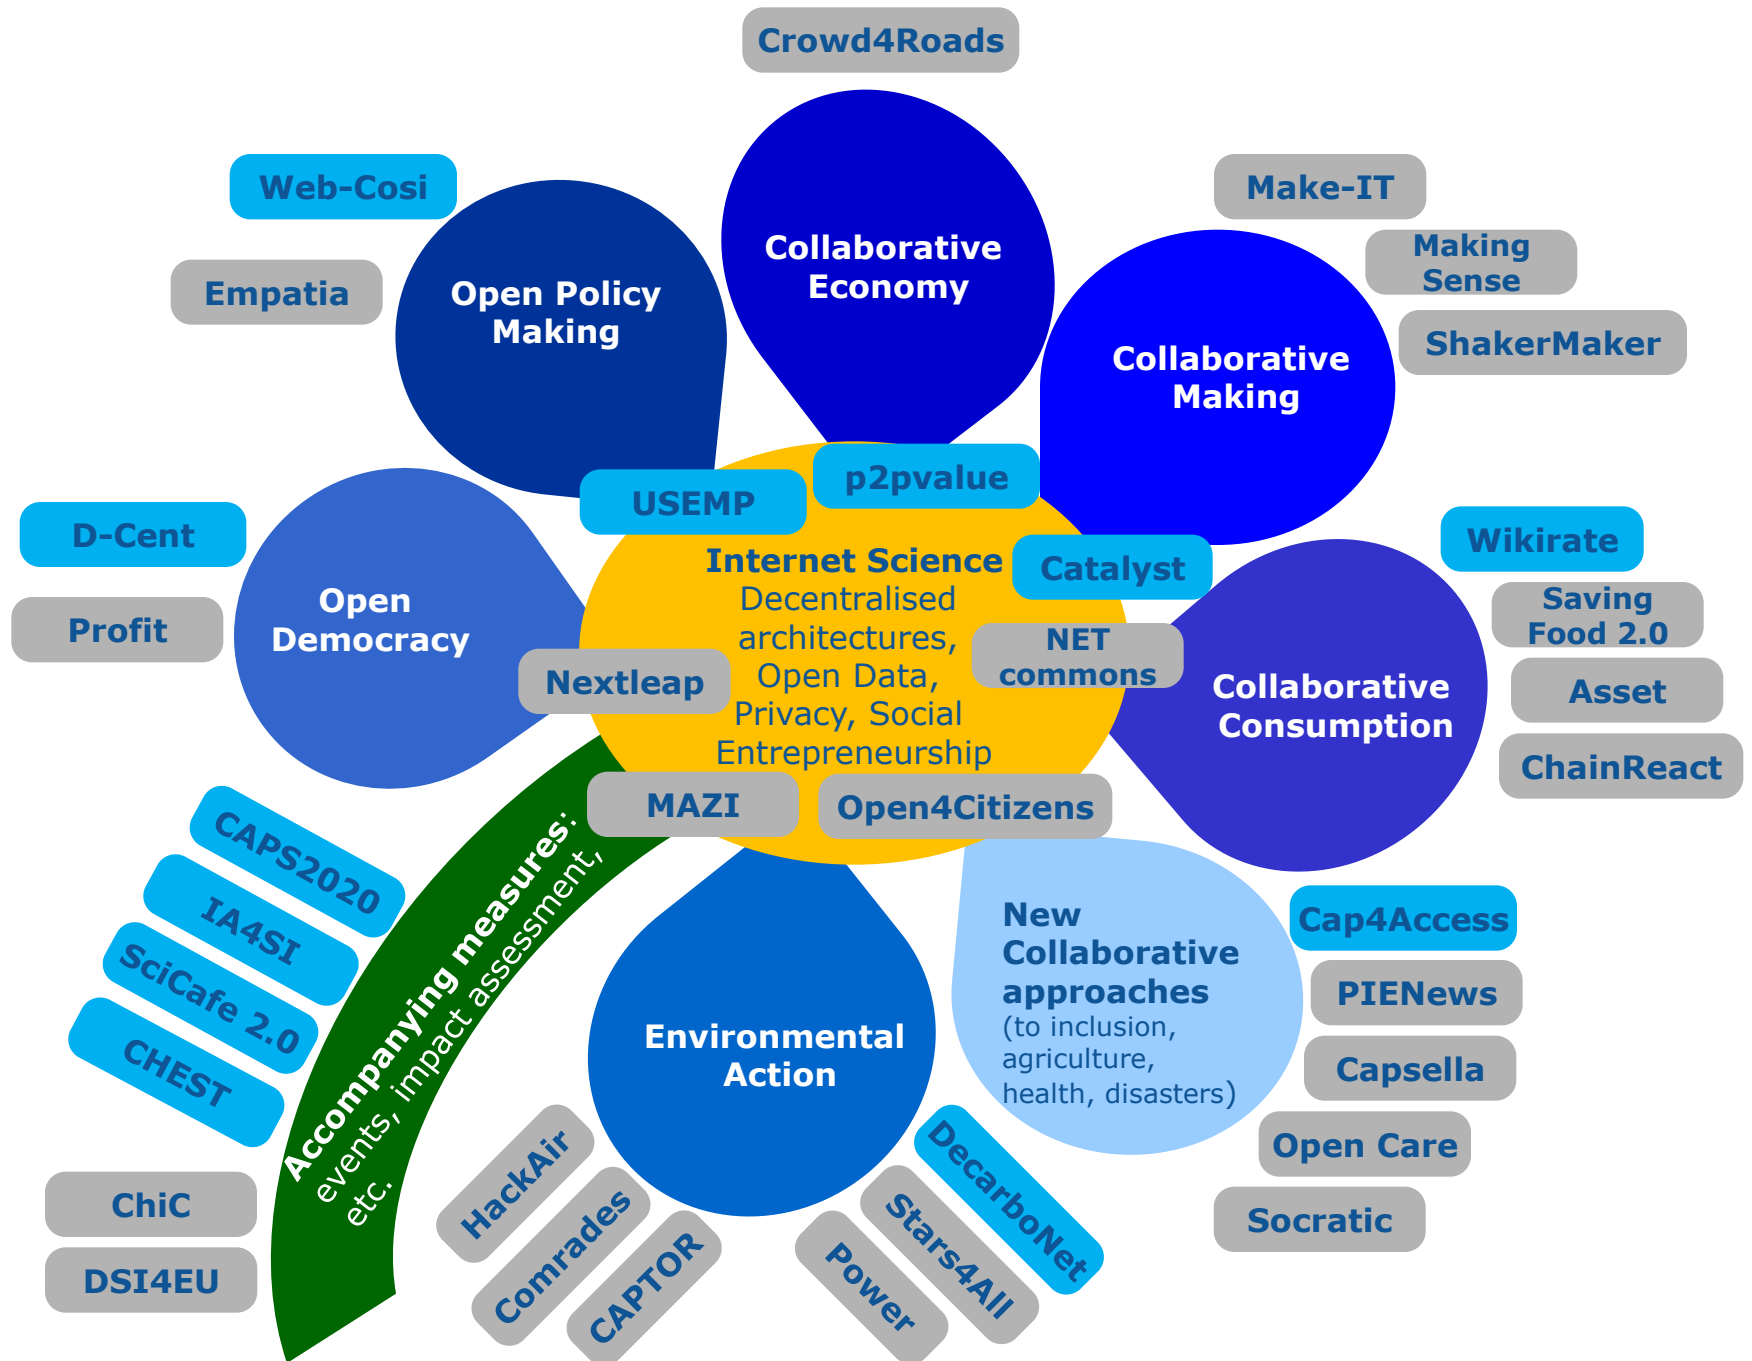 Crowd4Roads
Web-Cosi
Empatia
Open Policy
Making
Collaborative
Economy
Make-IT
Making
Sense
ShakerMaker
Collaborative
Making
D-Cent
Profit
Open
Democracy
USEMP
p2pvalue
Catalyst
Internet Science
Decentralised
architectures,
Open Data,
Privacy, Social
Entrepreneurship
NET
commons
Nextleap
MAZI
Open4Citizens
Wikirate
Saving
Food 2.0
Asset
ChainReact
Collaborative
Consumption
CAPS2020
IA4SI
SciCafe 2.0
CHEST
ChiC
DSI4EU
Accompanying measures:
events, impact assessment,
etc.
Environmental
Action
HackAir
Comrades
CAPTOR
Power
Stars4All
DecarboNet
New
Collaborative
approaches
(to inclusion,
agriculture,
health, disasters)
Cap4Access
PIENews
Capsella
Open Care
Socratic